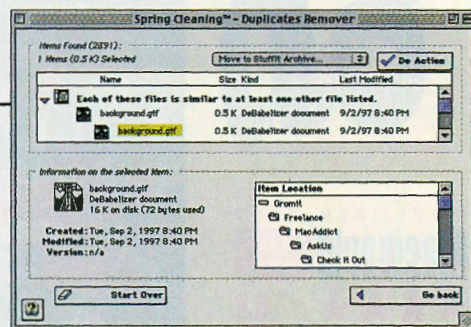 Spring Cleaning™ – Duplicates Remover
Items Found (2391):
1 Items (0.5 K) Selected
Move to StuffIt Archive...
Do Action
Name Size Kind Last Modified
Each of these files is similar to at least one other file listed.
background.gif 0.5 K DeBabelizer document 9/2/97 8:40 PM
background.gif 0.5 K DeBabelizer document 9/2/97 8:40 PM
Information on the selected Item:
background.gif
DeBabelizer document
16 K on disk (72 bytes used)
Created: Tue, Sep 2, 1997 8:40 PM
Modified: Tue, Sep 2, 1997 8:40 PM
Version: n/a
Item Location
Gromit
Freelance
MacAddict
AskUs
Check It Out
Start Over
Go back